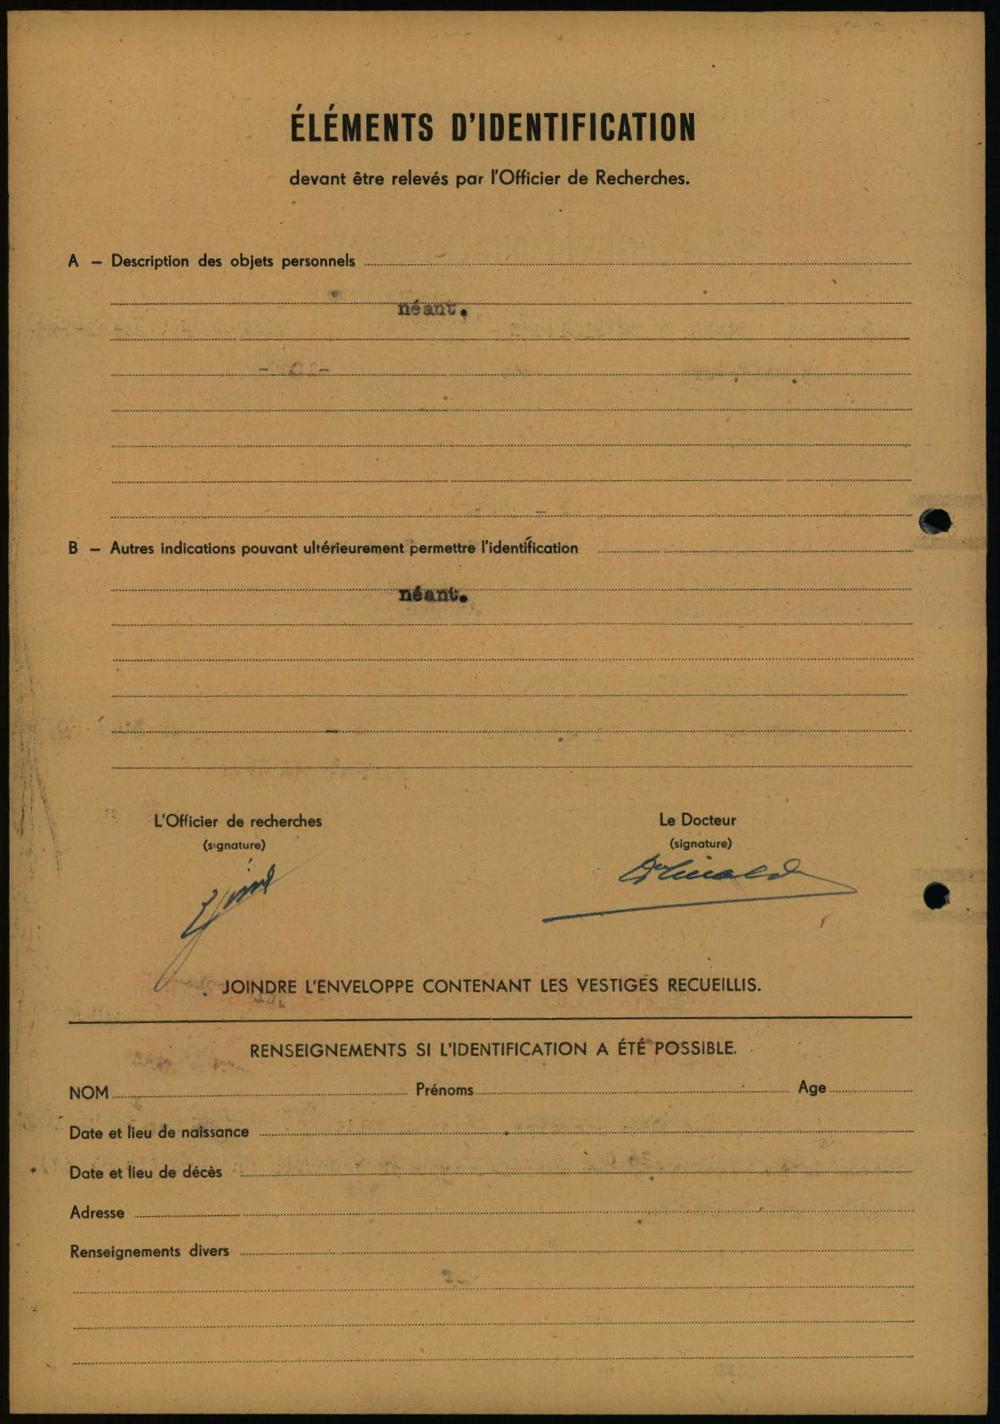 ÉLÉMENTS D'IDENTIFICATION
devant être relevés par l'Officier de Recherches.
A — Description des objets personnels
néant.
B — Autres indications pouvant ultérieurement permettre l'identification
néant.
L'Officier de recherches
(signature)
Le Docteur
(signature)
JOINDRE L'ENVELOPPE CONTENANT LES VESTIGES RECUEILLIS.
RENSEIGNEMENTS SI L'IDENTIFICATION A ÉTÉ POSSIBLE.
NOM Prénoms Age
Date et lieu de naissance
Date et lieu de décès
Adresse
Renseignements divers